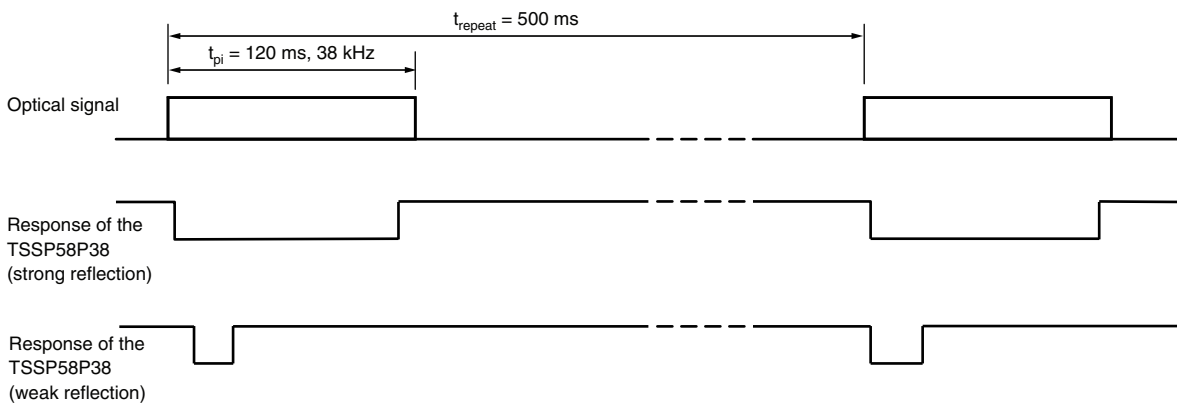 t_repeat = 500 ms
t_pi = 120 ms, 38 kHz
Optical signal
Response of the
TSSP58P38
(strong reflection)
Response of the
TSSP58P38
(weak reflection)